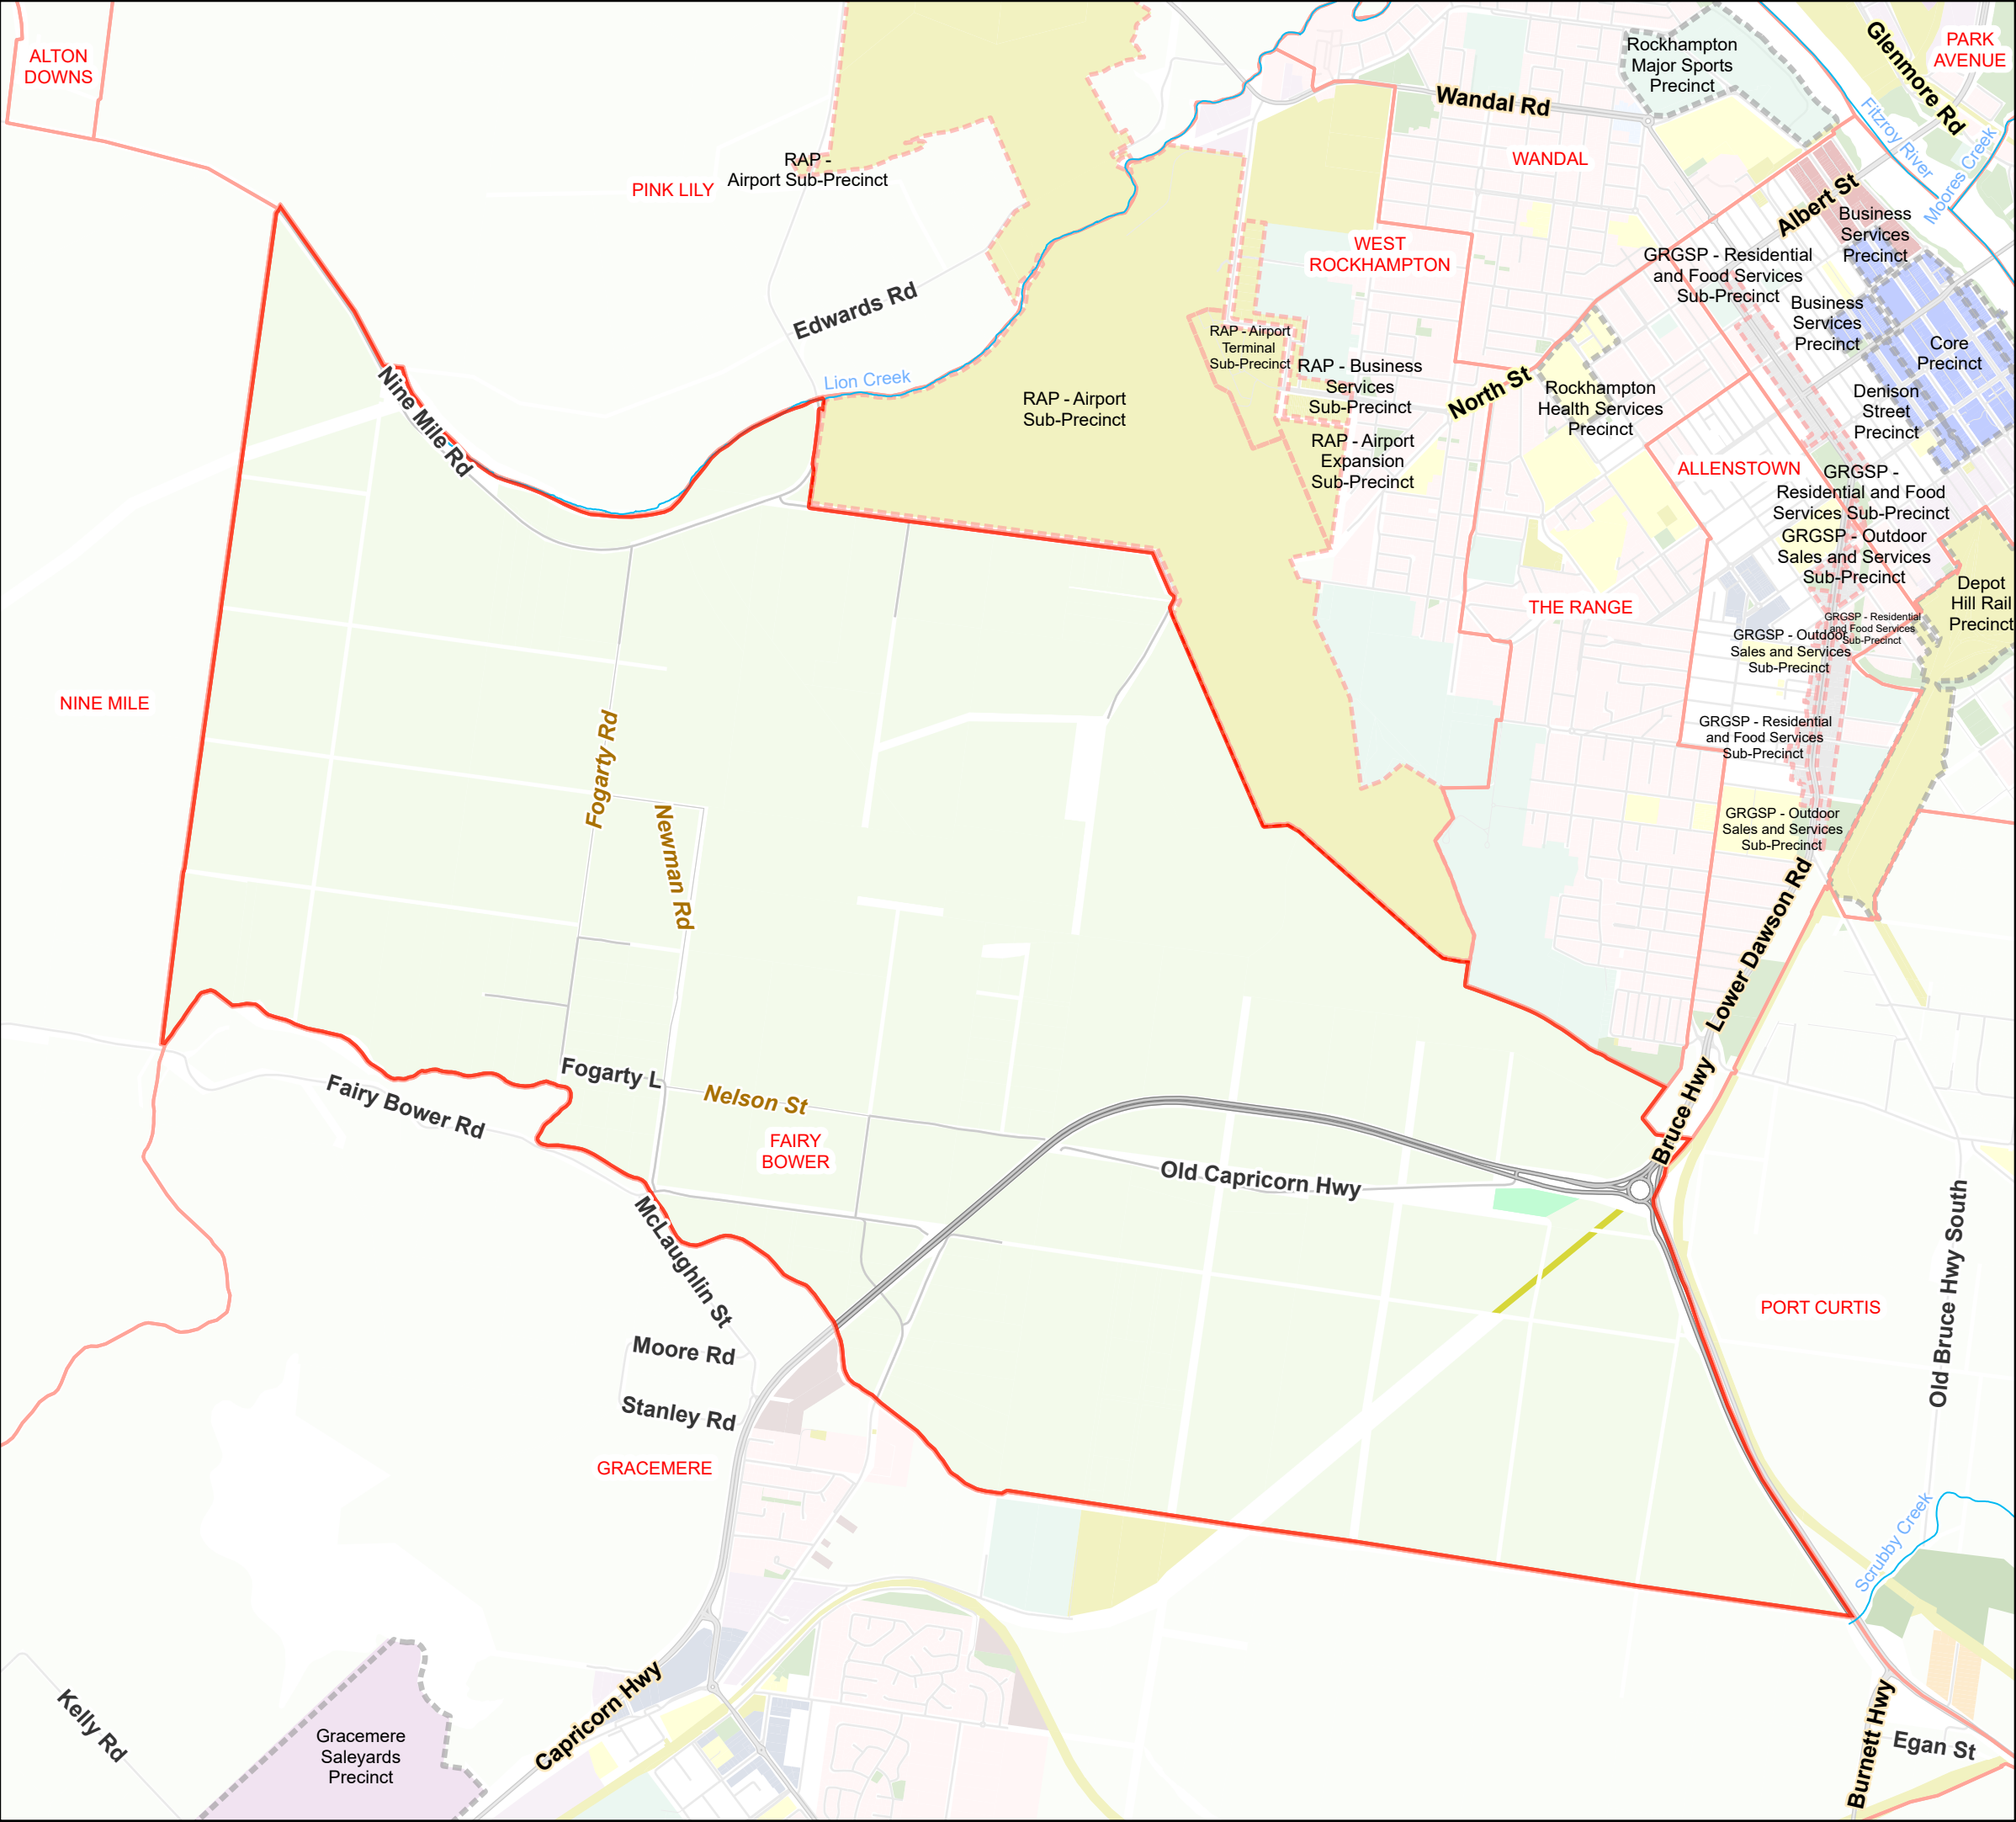 ALTON
DOWNS
PINK LILY
RAP -
Airport Sub-Precinct
Wandal Rd
Rockhampton
Major Sports
Precinct
Glenmore Rd
PARK
AVENUE
Fitzroy River
Moores Creek
WANDAL
Albert St
Business
Services
Precinct
WEST
ROCKHAMPTON
GRGSP - Residential
and Food Services
Sub-Precinct
Business
Services
Precinct
Core
Precinct
Edwards Rd
Lion Creek
RAP - Airport
Terminal
Sub-Precinct
RAP - Business
Services
Sub-Precinct
North St
Rockhampton
Health Services
Precinct
Denison
Street
Precinct
RAP - Airport
Sub-Precinct
Nine Mile Rd
RAP - Airport
Expansion
Sub-Precinct
ALLENSTOWN
GRGSP -
Residential and Food
Services Sub-Precinct
GRGSP - Outdoor
Sales and Services
Sub-Precinct
Depot
Hill Rail
Precinct
THE RANGE
GRGSP - Residential
and Food Services
Sub-Precinct
GRGSP - Outdoor
Sales and Services
Sub-Precinct
NINE MILE
GRGSP - Residential
and Food Services
Sub-Precinct
Fogarty Rd
Newman Rd
GRGSP - Outdoor
Sales and Services
Sub-Precinct
Lower Dawson Rd
Fogarty L
Nelson St
Fairy Bower Rd
FAIRY
BOWER
Bruce Hwy
Old Capricorn Hwy
McLaughlin St
Old Bruce Hwy South
PORT CURTIS
Moore Rd
Stanley Rd
GRACEMERE
Scrubby Creek
Kelly Rd
Gracemere
Saleyards
Precinct
Capricorn Hwy
Burnett Hwy
Egan St